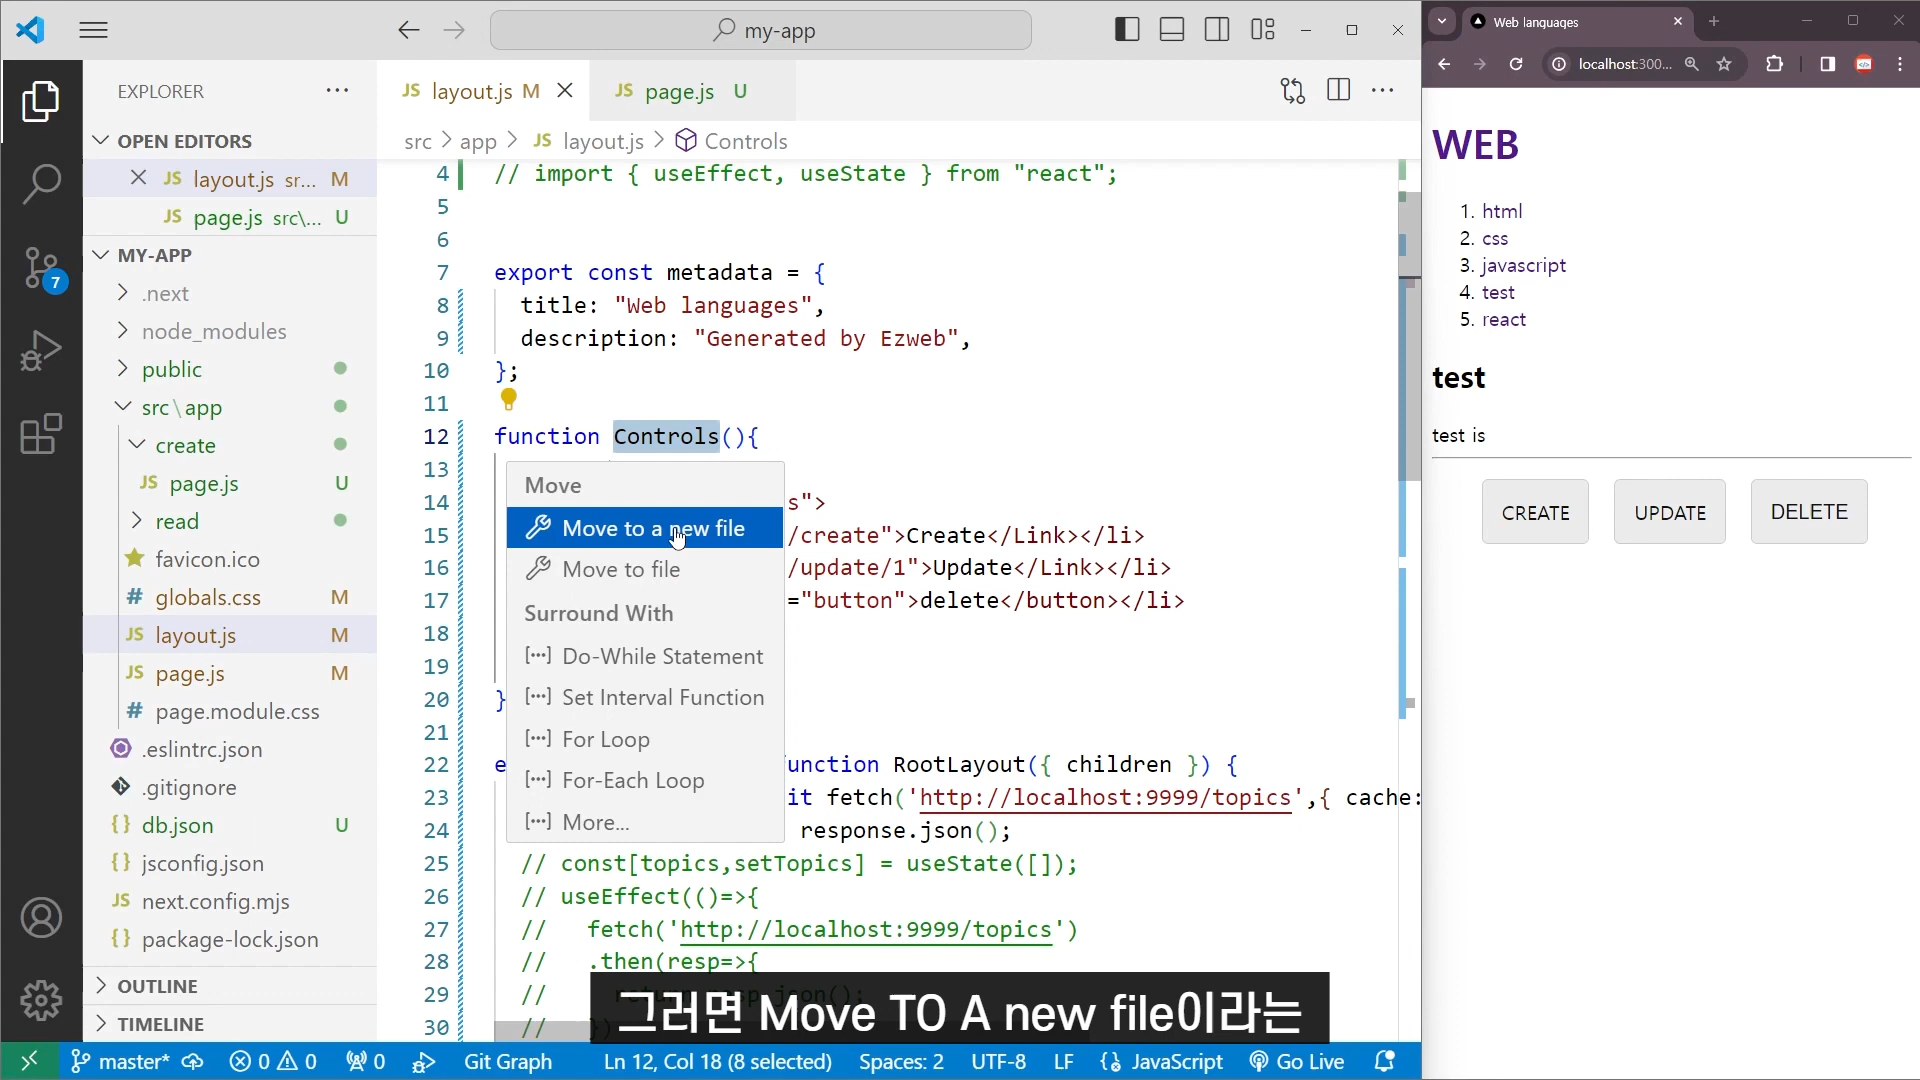 my-app
EXPLORER
OPEN EDITORS
JS layout.js sr... M
JS page.js src\... U
MY-APP
.next
node_modules
public
src\app
create
JS page.js U
read
favicon.ico
# globals.css M
JS layout.js M
JS page.js M
# page.module.css
.eslintrc.json
.gitignore
{} db.json U
{} jsconfig.json
JS next.config.mjs
{} package-lock.json
OUTLINE
TIMELINE
7
JS layout.js M
JS page.js U
src > app > JS layout.js > Controls
4 // import { useEffect, useState } from "react";
5
6
7 export const metadata = {
8 title: "Web languages",
9 description: "Generated by Ezweb",
10 };
11
12 function Controls(){
13
14 s">
15 /create">Create</Link></li>
16 /update/1">Update</Link></li>
17 ="button">delete</button></li>
18
19
20 }
21
22 e unction RootLayout({ children }) {
23 it fetch('http://localhost:9999/topics',{ cache:
24 response.json();
25 // const[topics,setTopics] = useState([]);
26 // useEffect(()=>{
27 // fetch('http://localhost:9999/topics')
28 // .then(resp=>{
29 // return resp.json();
30 // })
Move
Move to a new file
Move to file
Surround With
Do-While Statement
Set Interval Function
For Loop
For-Each Loop
More...
그러면 Move TO A new file이라는
master* 0 0 0 Git Graph Ln 12, Col 18 (8 selected) Spaces: 2 UTF-8 LF {} JavaScript Go Live
Web languages
localhost:300...
WEB
1. html
2. css
3. javascript
4. test
5. react
test
test is
CREATE UPDATE DELETE